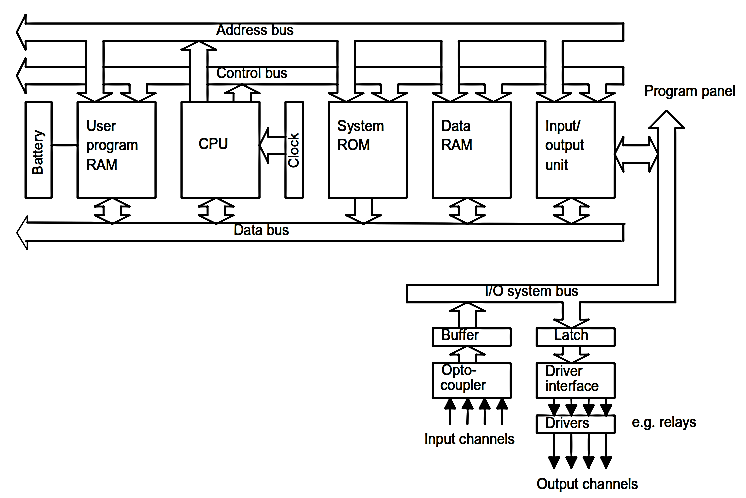 Address bus
Control bus
Program panel
Battery
User
program
RAM
CPU
Clock
System
ROM
Data
RAM
Input/
output
unit
Data bus
I/O system bus
Buffer
Latch
Opto-
coupler
Driver
interface
Drivers
e.g. relays
Input channels
Output channels